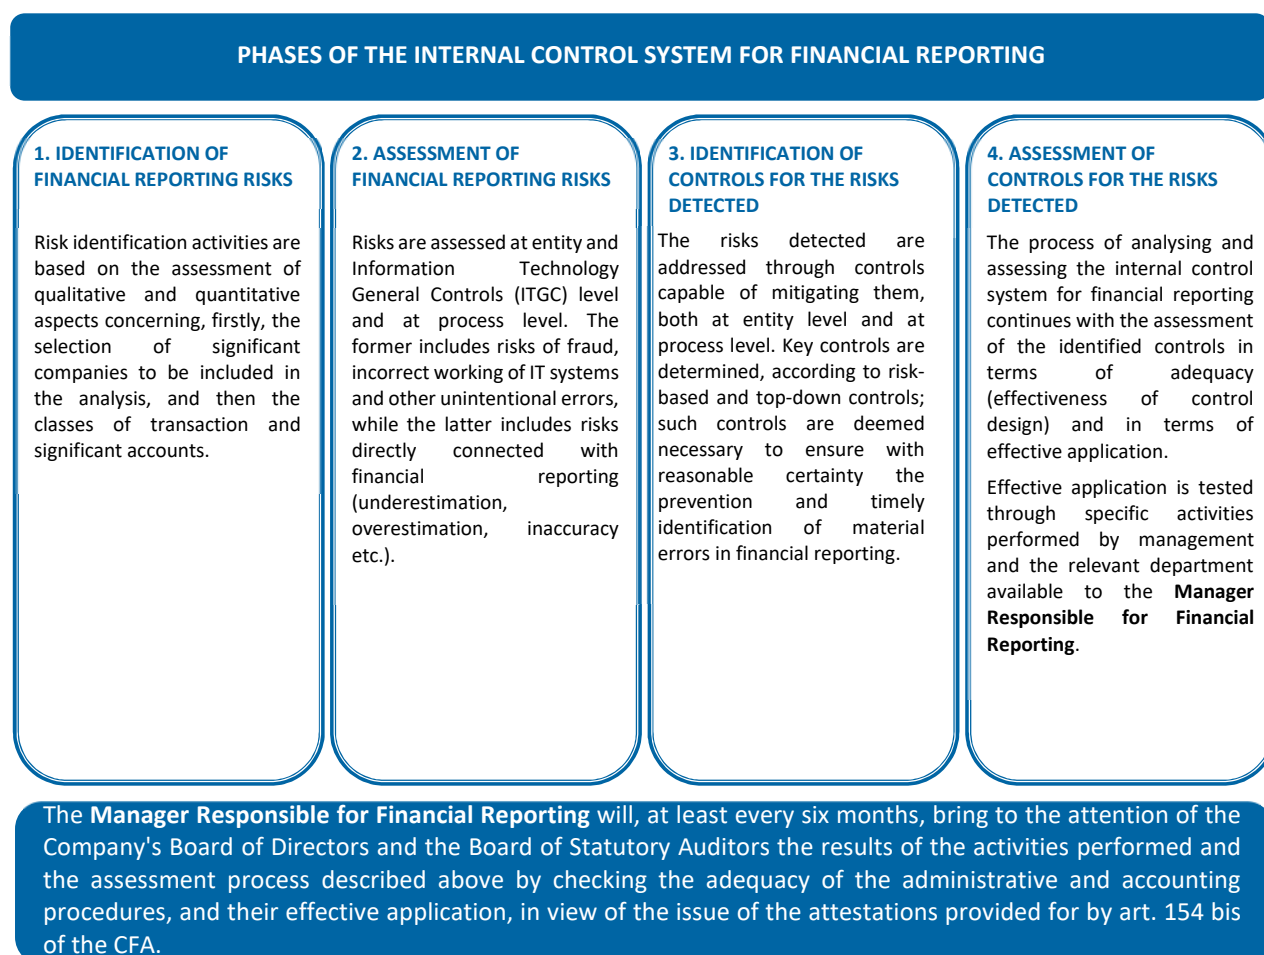 PHASES OF THE INTERNAL CONTROL SYSTEM FOR FINANCIAL REPORTING
1. IDENTIFICATION OF
FINANCIAL REPORTING RISKS
Risk identification activities are
based on the assessment of
qualitative and quantitative
aspects concerning, firstly, the
selection of significant
companies to be included in
the analysis, and then the
classes of transaction and
significant accounts.
2. ASSESSMENT OF
FINANCIAL REPORTING RISKS
Risks are assessed at entity and
Information Technology
General Controls (ITGC) level
and at process level. The
former includes risks of fraud,
incorrect working of IT systems
and other unintentional errors,
while the latter includes risks
directly connected with
financial reporting
(underestimation,
overestimation, inaccuracy
etc.).
3. IDENTIFICATION OF
CONTROLS FOR THE RISKS
DETECTED
The risks detected are
addressed through controls
capable of mitigating them,
both at entity level and at
process level. Key controls are
determined, according to risk-
based and top-down controls;
such controls are deemed
necessary to ensure with
reasonable certainty the
prevention and timely
identification of material
errors in financial reporting.
4. ASSESSMENT OF
CONTROLS FOR THE RISKS
DETECTED
The process of analysing and
assessing the internal control
system for financial reporting
continues with the assessment
of the identified controls in
terms of adequacy
(effectiveness of control
design) and in terms of
effective application.
Effective application is tested
through specific activities
performed by management
and the relevant department
available to the Manager
Responsible for Financial
Reporting.
The Manager Responsible for Financial Reporting will, at least every six months, bring to the attention of the
Company's Board of Directors and the Board of Statutory Auditors the results of the activities performed and
the assessment process described above by checking the adequacy of the administrative and accounting
procedures, and their effective application, in view of the issue of the attestations provided for by art. 154 bis
of the CFA.